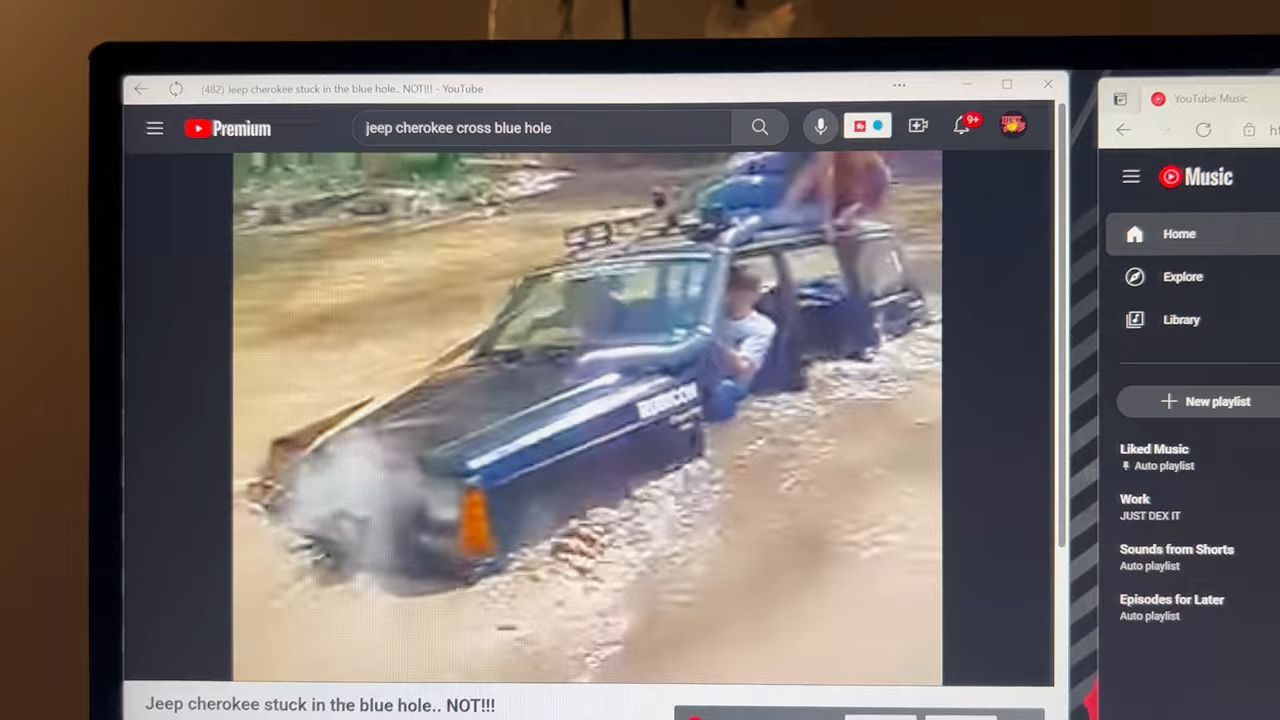 (482) Jeep cherokee stuck in the blue hole.. NOT!!! - YouTube
Premium
jeep cherokee cross blue hole
9+
RUBICON
Jeep cherokee stuck in the blue hole.. NOT!!!
YouTube Music
Music
Home
Explore
Library
New playlist
Liked Music
Auto playlist
Work
JUST DEX IT
Sounds from Shorts
Auto playlist
Episodes for Later
Auto playlist